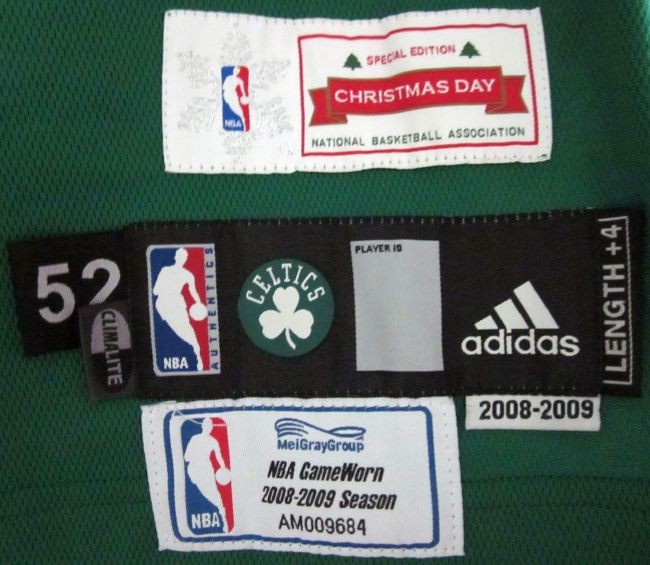 SPECIAL EDITION
CHRISTMAS DAY
NATIONAL BASKETBALL ASSOCIATION
NBA
52
CLIMALITE
NBA
AUTHENTICS
CELTICS
PLAYER ID
adidas
LENGTH +4
2008-2009
MeiGrayGroup
NBA GameWorn
2008-2009 Season
AM009684
NBA